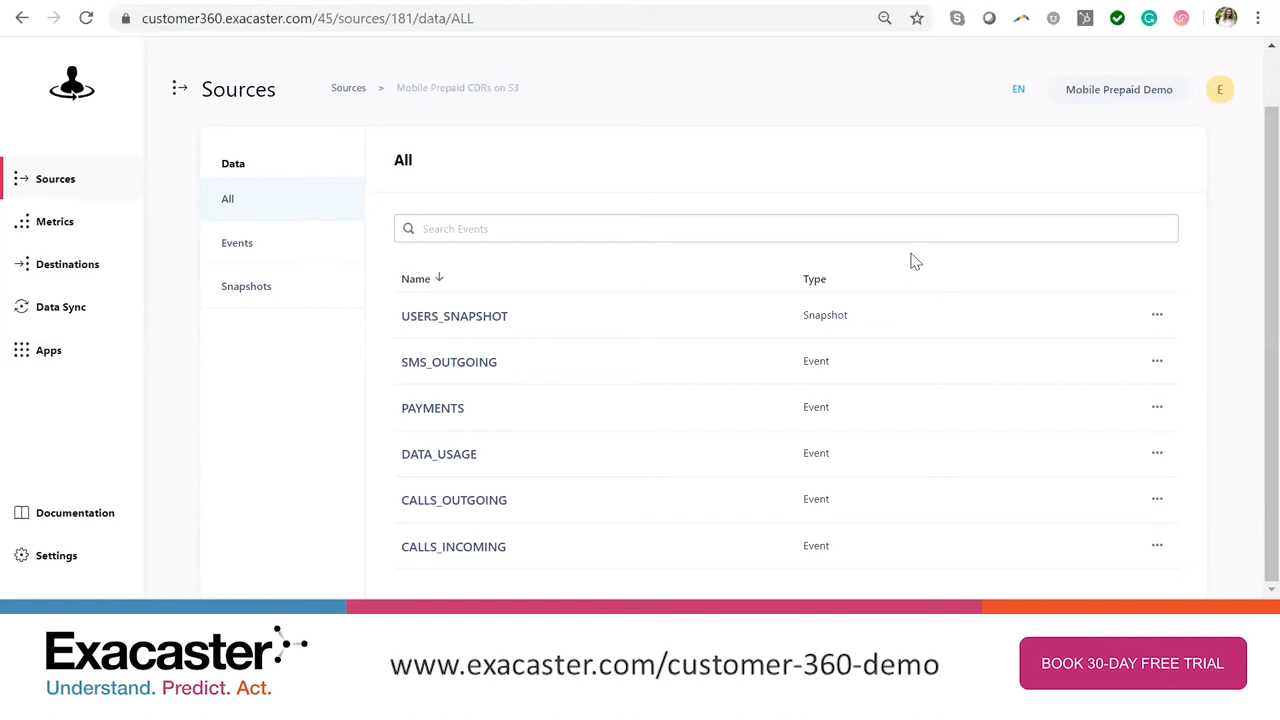 customer360.exacaster.com/45/sources/181/data/ALL
Sources
Sources > Mobile Prepaid CDRs on S3
EN
Mobile Prepaid Demo
E
Sources
Metrics
Destinations
Data Sync
Apps
Documentation
Settings
Data
All
Events
Snapshots
All
Search Events
Name Type
USERS_SNAPSHOT Snapshot
SMS_OUTGOING Event
PAYMENTS Event
DATA_USAGE Event
CALLS_OUTGOING Event
CALLS_INCOMING Event
Exacaster
Understand. Predict. Act.
www.exacaster.com/customer-360-demo
BOOK 30-DAY FREE TRIAL